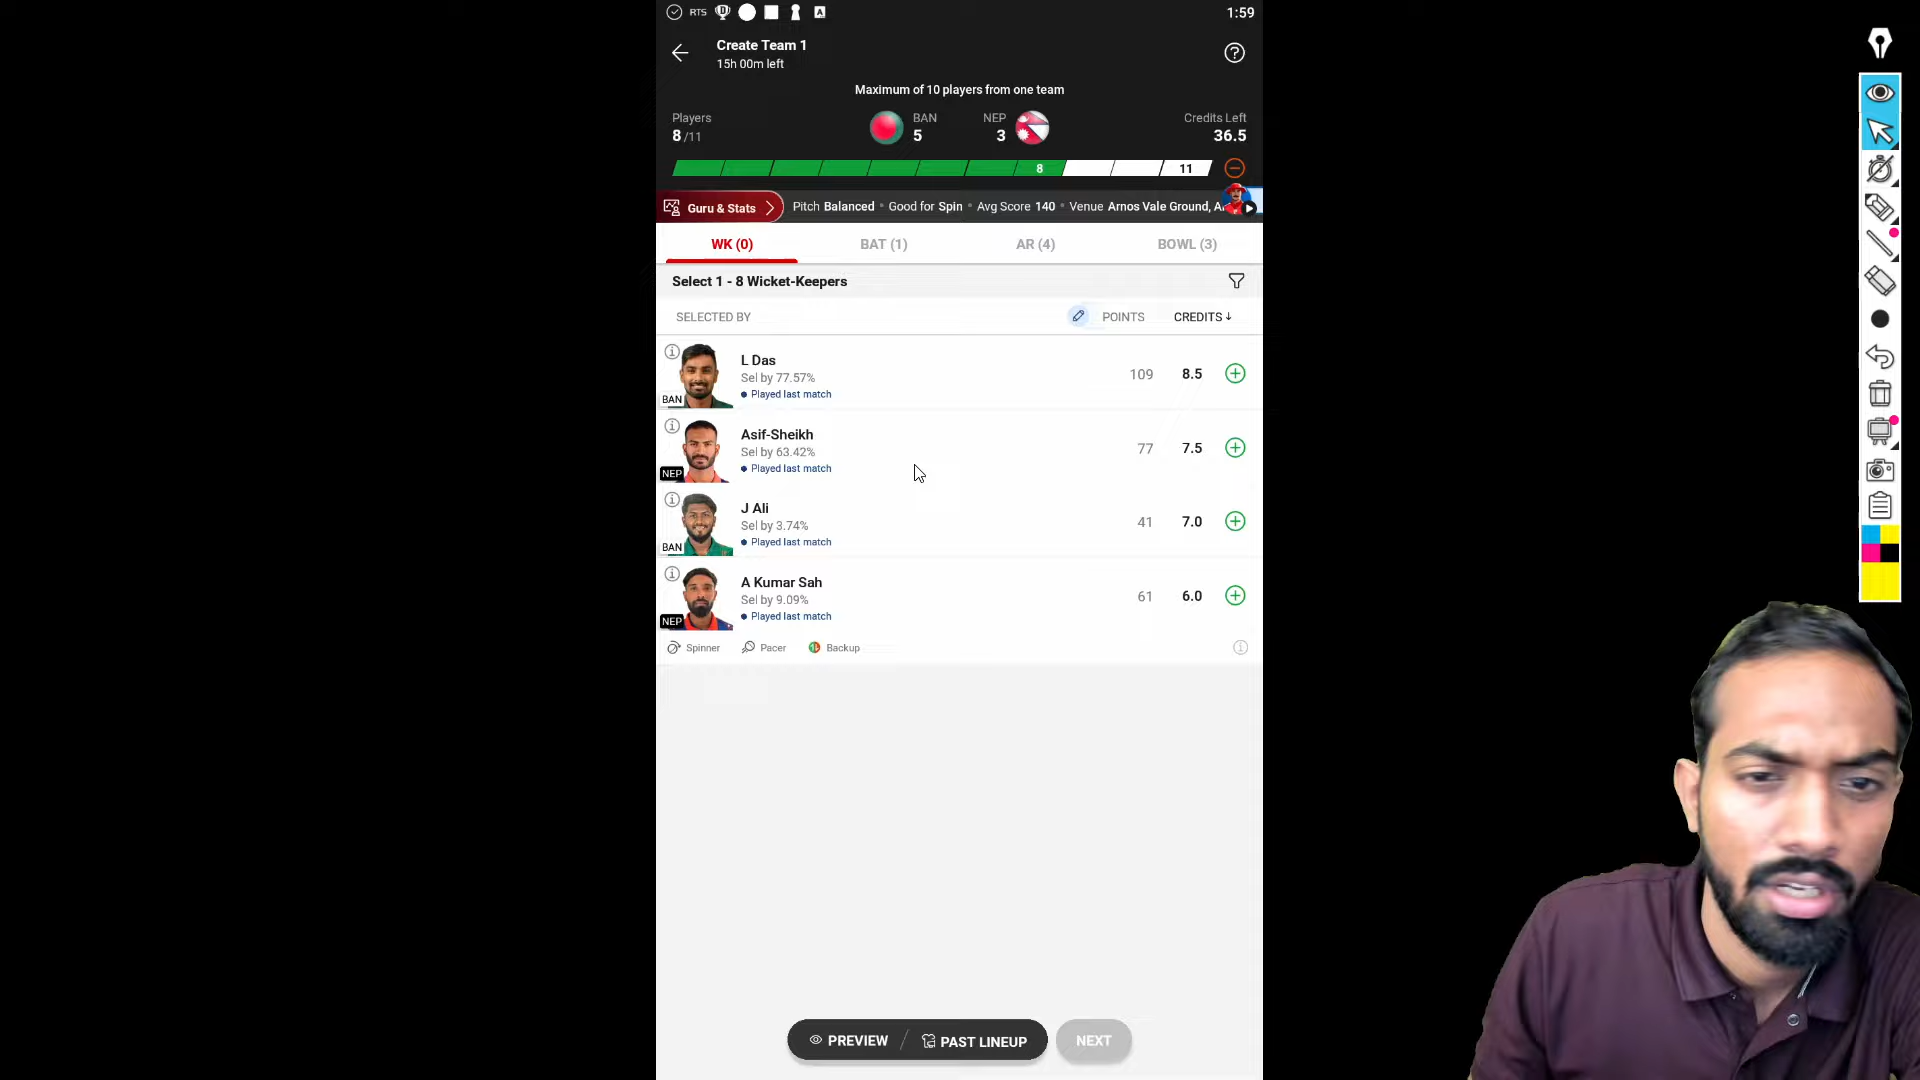 RTS
1:59
Create Team 1
15h 00m left
Maximum of 10 players from one team
Players
8 /11
BAN
5
NEP
3
Credits Left
36.5
8
11
Guru & Stats
Pitch Balanced • Good for Spin • Avg Score 140 • Venue Arnos Vale Ground,
WK (0)
BAT (1)
AR (4)
BOWL (3)
Select 1 - 8 Wicket-Keepers
SELECTED BY
POINTS
CREDITS ↓
L Das
Sel by 77.57%
Played last match
BAN
109
8.5
Asif-Sheikh
Sel by 63.42%
Played last match
NEP
77
7.5
J Ali
Sel by 3.74%
Played last match
BAN
41
7.0
A Kumar Sah
Sel by 9.09%
Played last match
NEP
61
6.0
Spinner
Pacer
Backup
PREVIEW
PAST LINEUP
NEXT